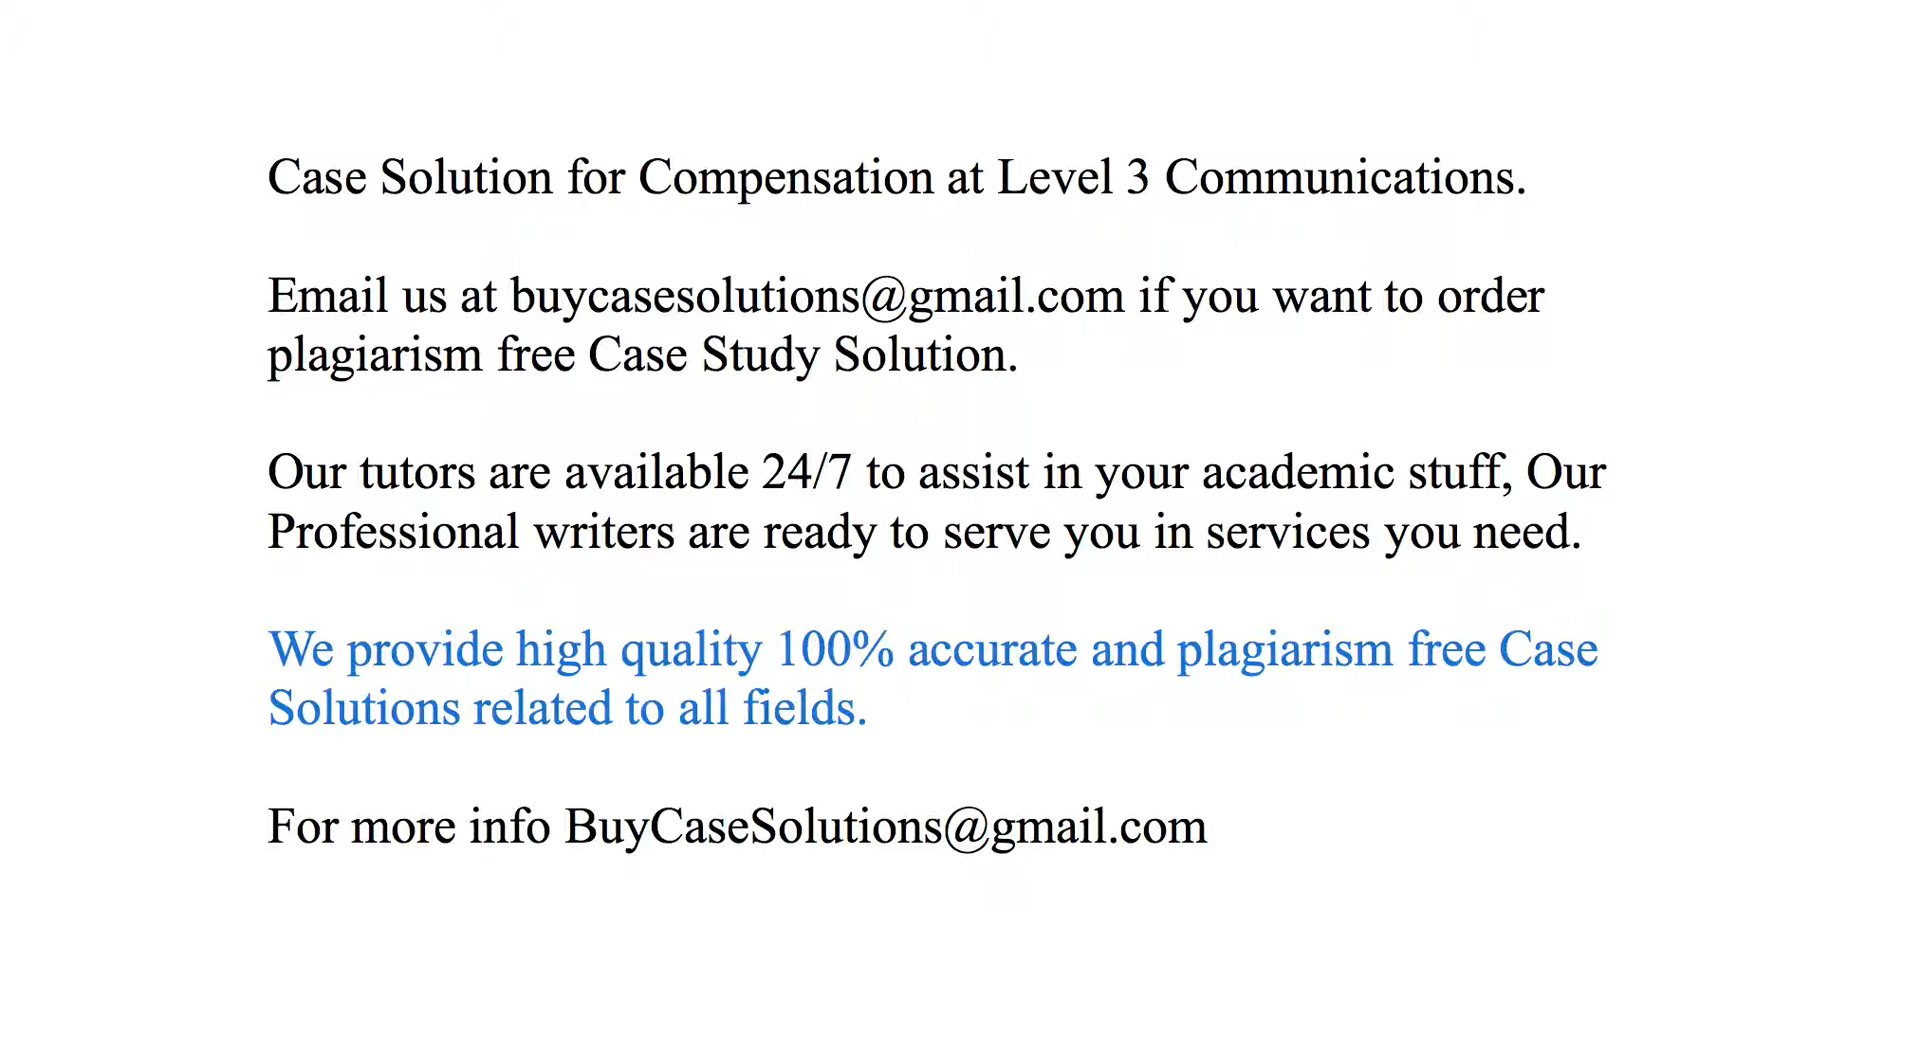 Case Solution for Compensation at Level 3 Communications.
Email us at buycasesolutions@gmail.com if you want to order
plagiarism free Case Study Solution.
Our tutors are available 24/7 to assist in your academic stuff, Our
Professional writers are ready to serve you in services you need.
We provide high quality 100% accurate and plagiarism free Case
Solutions related to all fields.
For more info BuyCaseSolutions@gmail.com